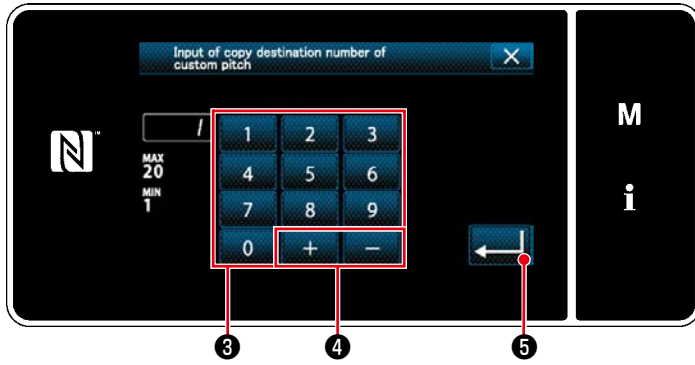 Input of copy destination number of
custom pitch
M
1
1 2 3
MAX
20
4 5 6
MIN
1
7 8 9
i
0 + −
❸ ❹ ❺